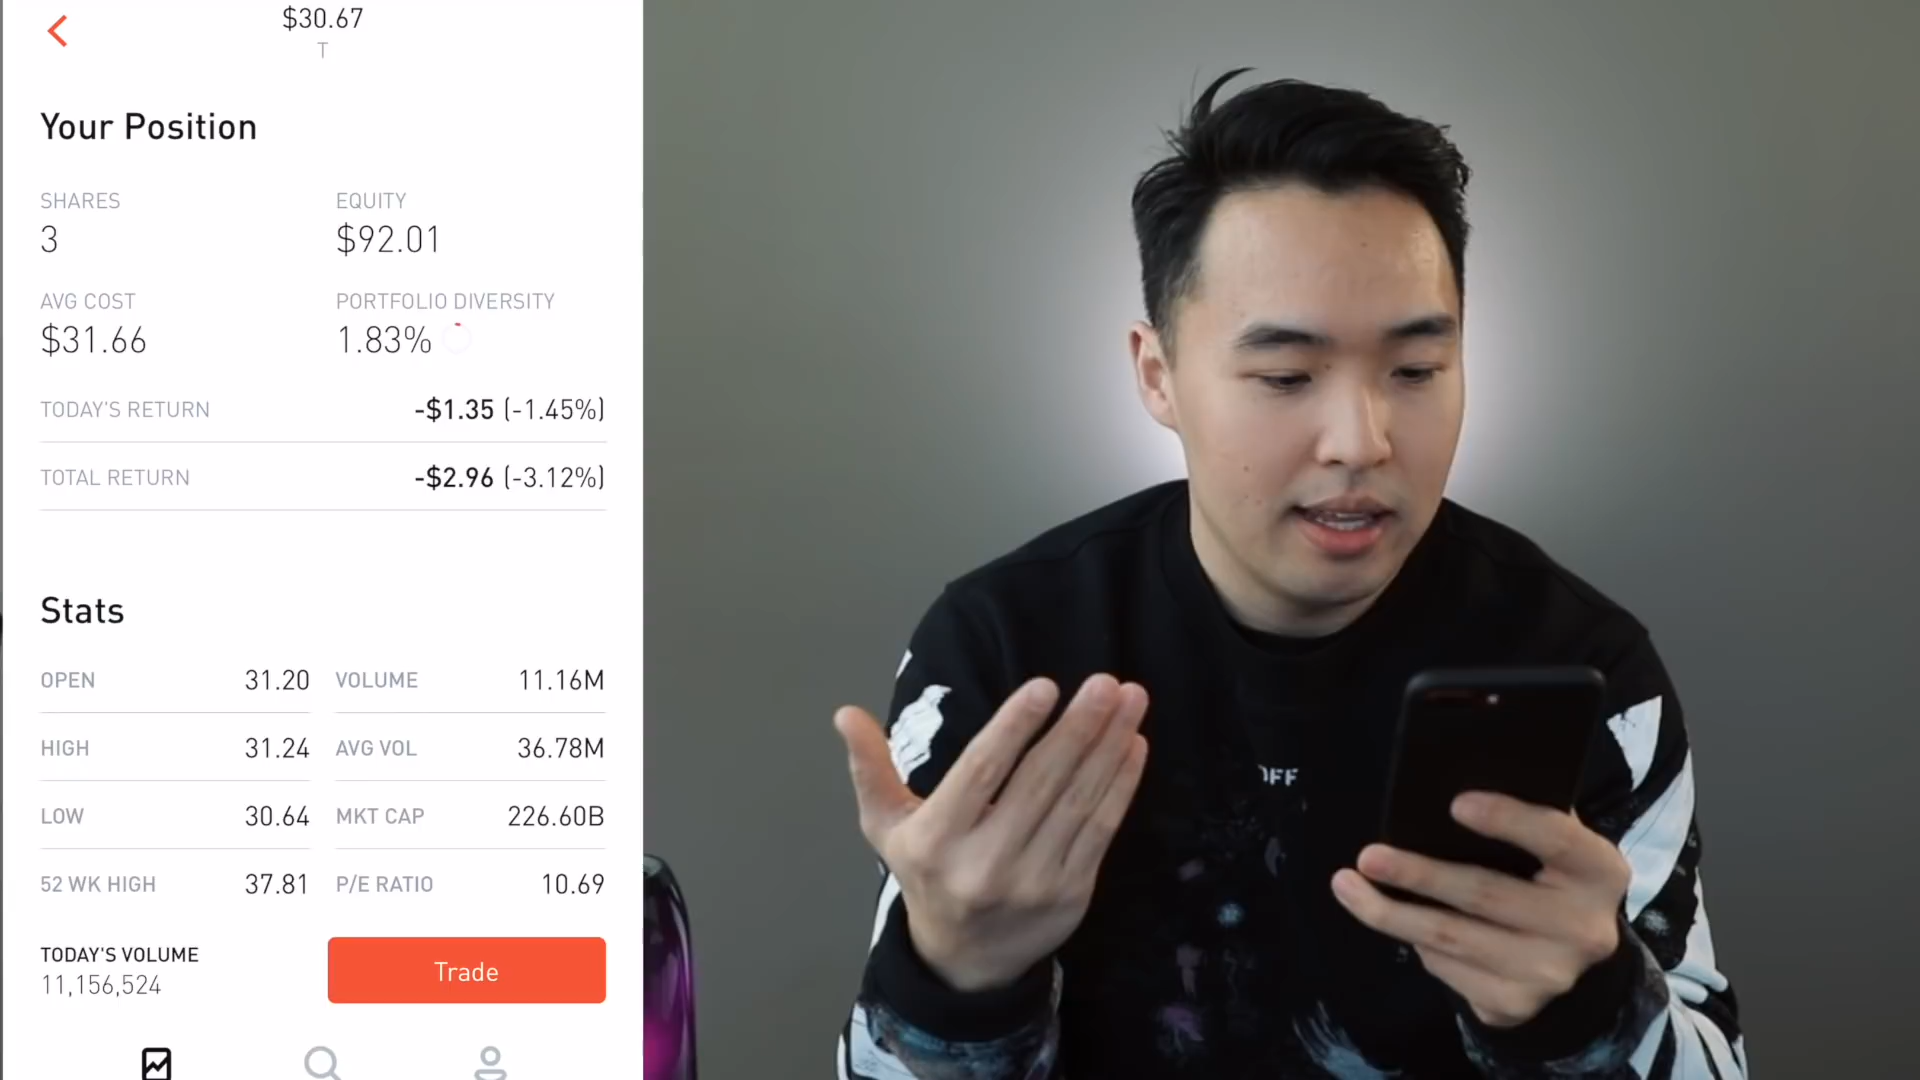 $30.67
T
Your Position
SHARES
3
EQUITY
$92.01
AVG COST
$31.66
PORTFOLIO DIVERSITY
1.83%
TODAY'S RETURN -$1.35 (-1.45%)
TOTAL RETURN -$2.96 (-3.12%)
Stats
OPEN 31.20 VOLUME 11.16M
HIGH 31.24 AVG VOL 36.78M
LOW 30.64 MKT CAP 226.60B
52 WK HIGH 37.81 P/E RATIO 10.69
TODAY'S VOLUME
11,156,524
Trade
OFF